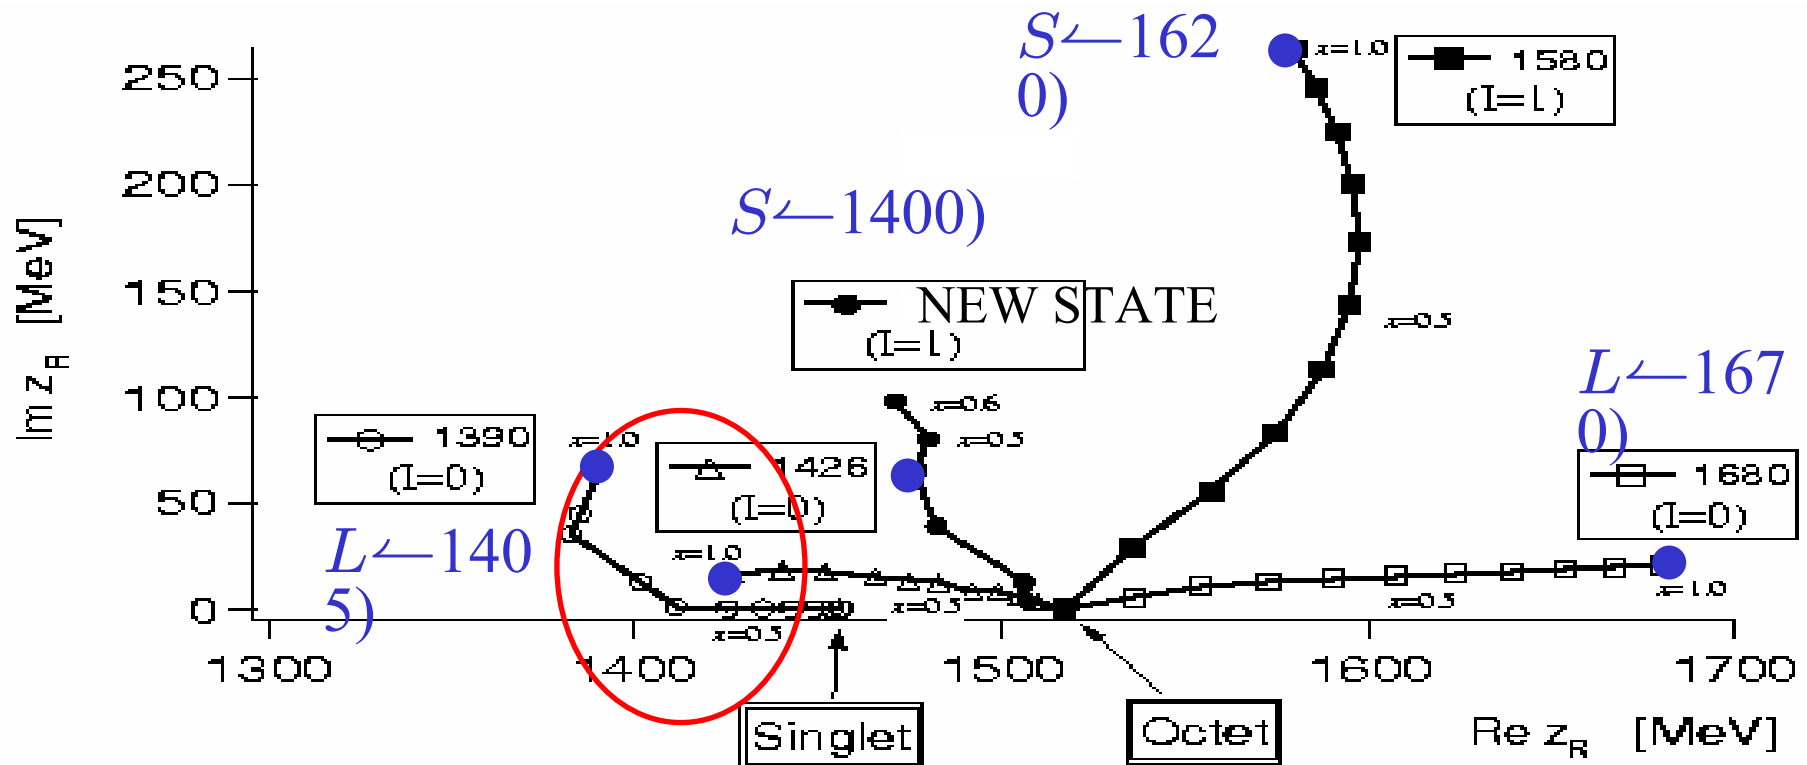 S←162
0)
x=1.0
1580
(I=1)
250
200
S←1400)
150
NEW STATE
(I=1)
x=0.5
L←167
0)
100
x=0.6
x=0.5
1390
(I=0)
x=1.0
1426
(I=0)
1680
(I=0)
50
L←140
5)
x=1.0
x=0.5
x=0.5
x=0.5
x=1.0
0
1300
1400
1500
1600
1700
Singlet
Octet
Re z_R [MeV]
Im z_R [MeV]